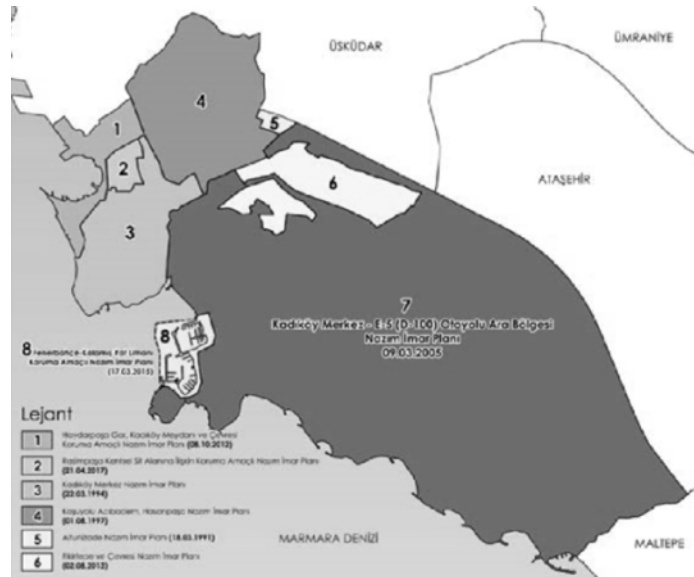 ÜSKÜDAR
ÜMRANİYE
ATAŞEHİR
1
2
3
4
5
6
7
Kadıköy Merkez - E-5 (D-100) Otoyolu Ara Bölgesi
Nazım İmar Planı
09.03.2005
8
8 Fenerbahçe-Kalamış Yat Limanı
Koruma Amaçlı Nazım İmar Planı
(17.03.2015)
Lejant
1 Haydarpaşa Gar, Kadıköy Meydanı ve Çevresi
Koruma Amaçlı Nazım İmar Planı (08.10.2012)
2 Rasimpaşa Kentsel Sit Alanına İlişkin Koruma Amaçlı Nazım İmar Planı
(21.04.2017)
3 Kadıköy Merkez Nazım İmar Planı
(22.03.1994)
4 Koşuyolu Acıbadem, Hasanpaşa Nazım İmar Planı
(01.08.1997)
5 Altunizade Nazım İmar Planı (18.03.1991)
6 Fikirtepe ve Çevresi Nazım İmar Planı
(02.08.2012)
MARMARA DENİZİ
MALTEPE